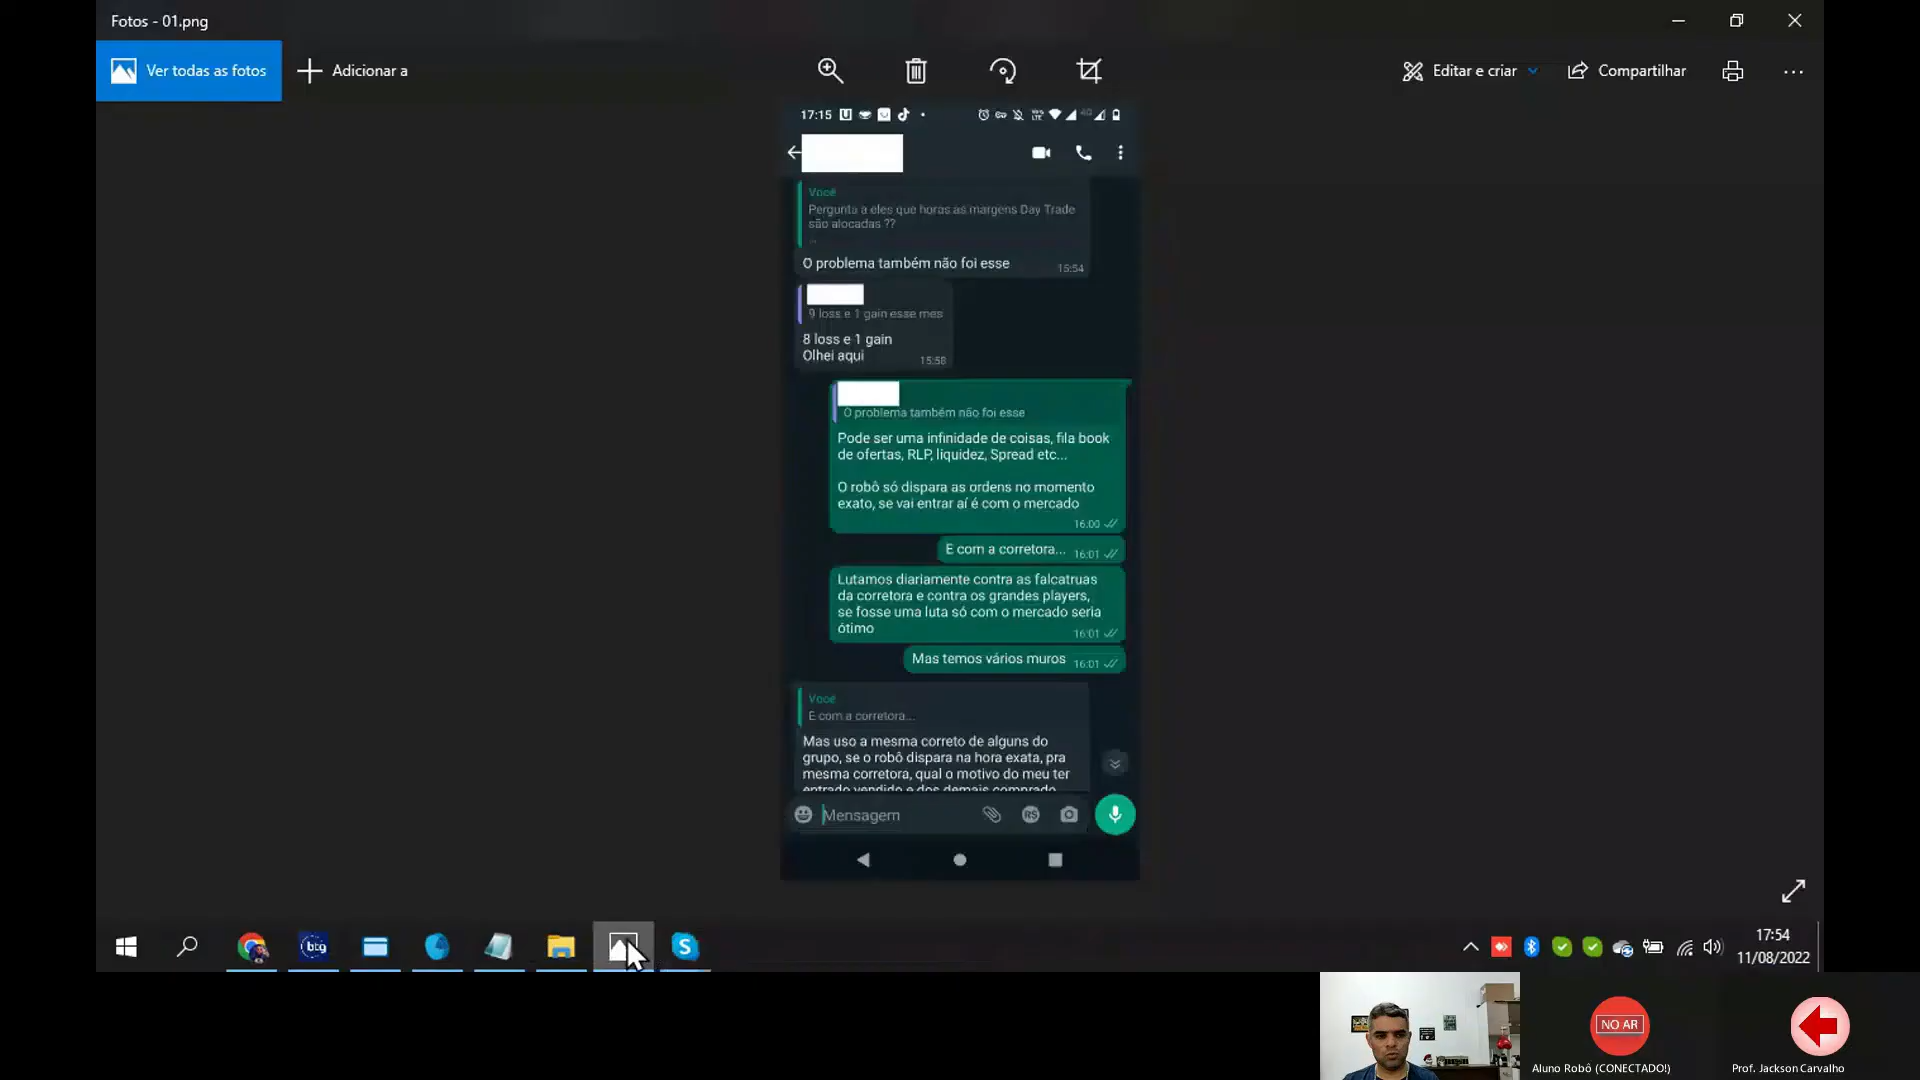 Fotos - 01.png
Ver todas as fotos
Adicionar a
Editar e criar
Compartilhar
17:15
Você
Pergunta a eles que horas as margens Day Trade
são alocadas ??
...
O problema também não foi esse
15:54
9 loss e 1 gain esse mes
8 loss e 1 gain
Olhei aqui
15:58
O problema também não foi esse
Pode ser uma infinidade de coisas, fila book
de ofertas, RLP, liquidez, Spread etc...
O robô só dispara as ordens no momento
exato, se vai entrar aí é com o mercado
16:00
E com a corretora...
16:01
Lutamos diariamente contra as falcatruas
da corretora e contra os grandes players,
se fosse uma luta só com o mercado seria
ótimo
16:01
Mas temos vários muros
16:01
Você
E com a corretora...
Mas uso a mesma correto de alguns do
grupo, se o robô dispara na hora exata, pra
mesma corretora, qual o motivo do meu ter
entrado vendido e dos demais comprado
Mensagem
R$
btg
S
17:54
11/08/2022
NO AR
Aluno Robô (CONECTADO!)
Prof. Jackson Carvalho